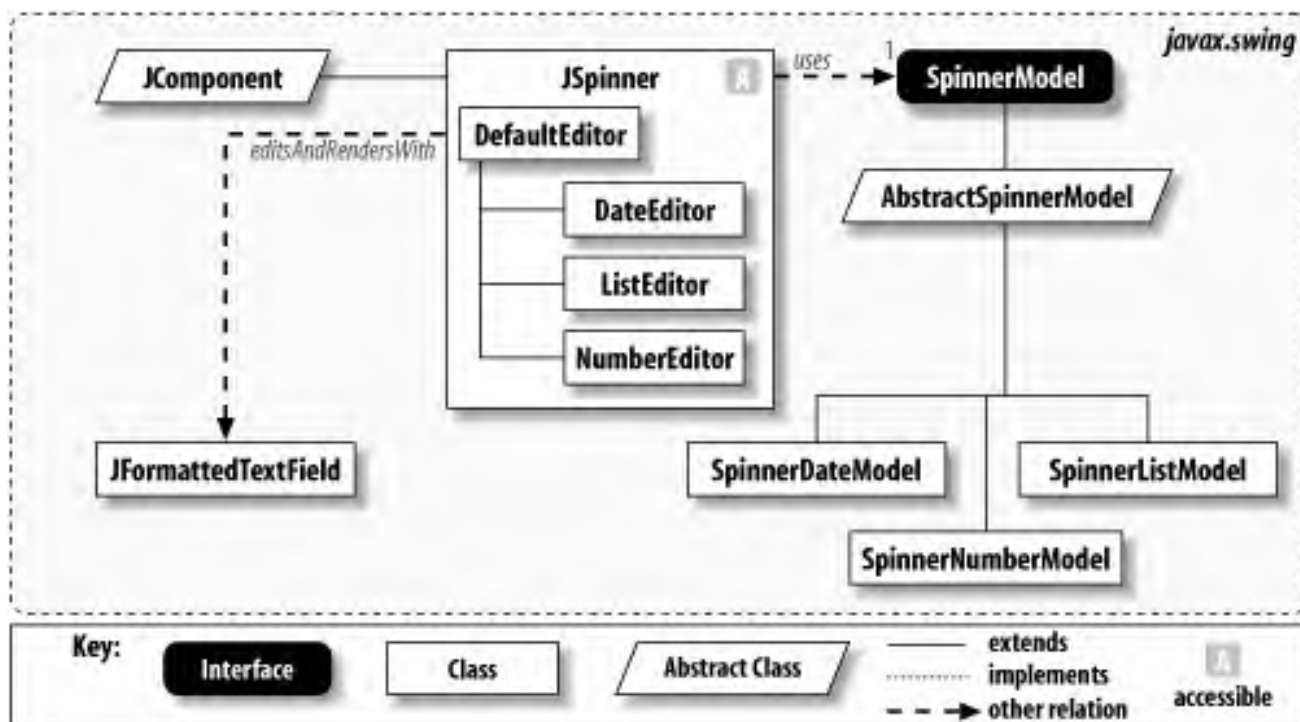 javax.swing
JComponent
JSpinner
A
uses
1
SpinnerModel
DefaultEditor
editsAndRendersWith
AbstractSpinnerModel
DateEditor
ListEditor
NumberEditor
JFormattedTextField
SpinnerDateModel
SpinnerListModel
SpinnerNumberModel
Key:
Interface
Class
Abstract Class
extends
implements
other relation
A
accessible